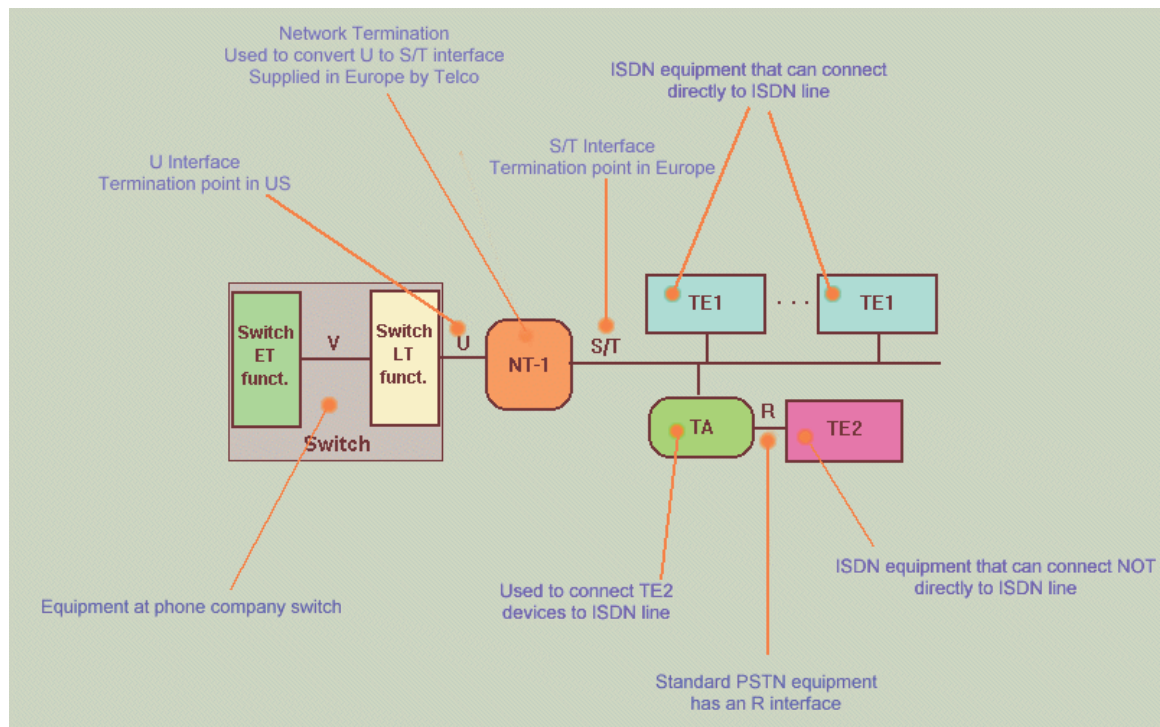 Network Termination
Used to convert U to S/T interface
Supplied in Europe by Telco
ISDN equipment that can connect
directly to ISDN line
S/T Interface
Termination point in Europe
U Interface
Termination point in US
TE1
. . .
TE1
Switch
ET
funct.
V
Switch
LT
funct.
U
NT-1
S/T
Switch
TA
R
TE2
Equipment at phone company switch
Used to connect TE2
devices to ISDN line
ISDN equipment that can connect NOT
directly to ISDN line
Standard PSTN equipment
has an R interface